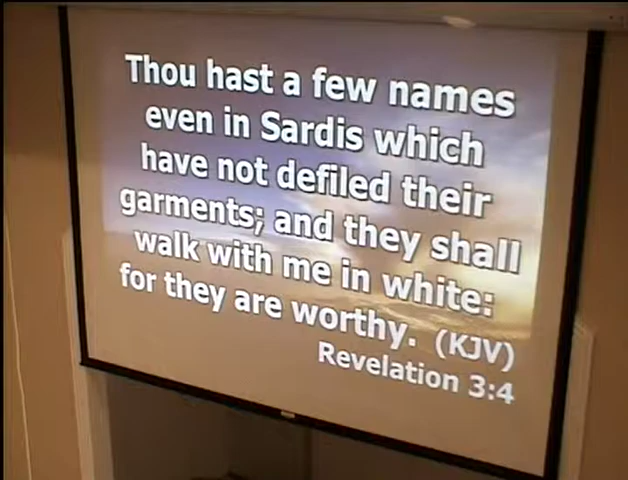 Thou hast a few names
even in Sardis which
have not defiled their
garments; and they shall
walk with me in white:
for they are worthy. (KJV)
Revelation 3:4